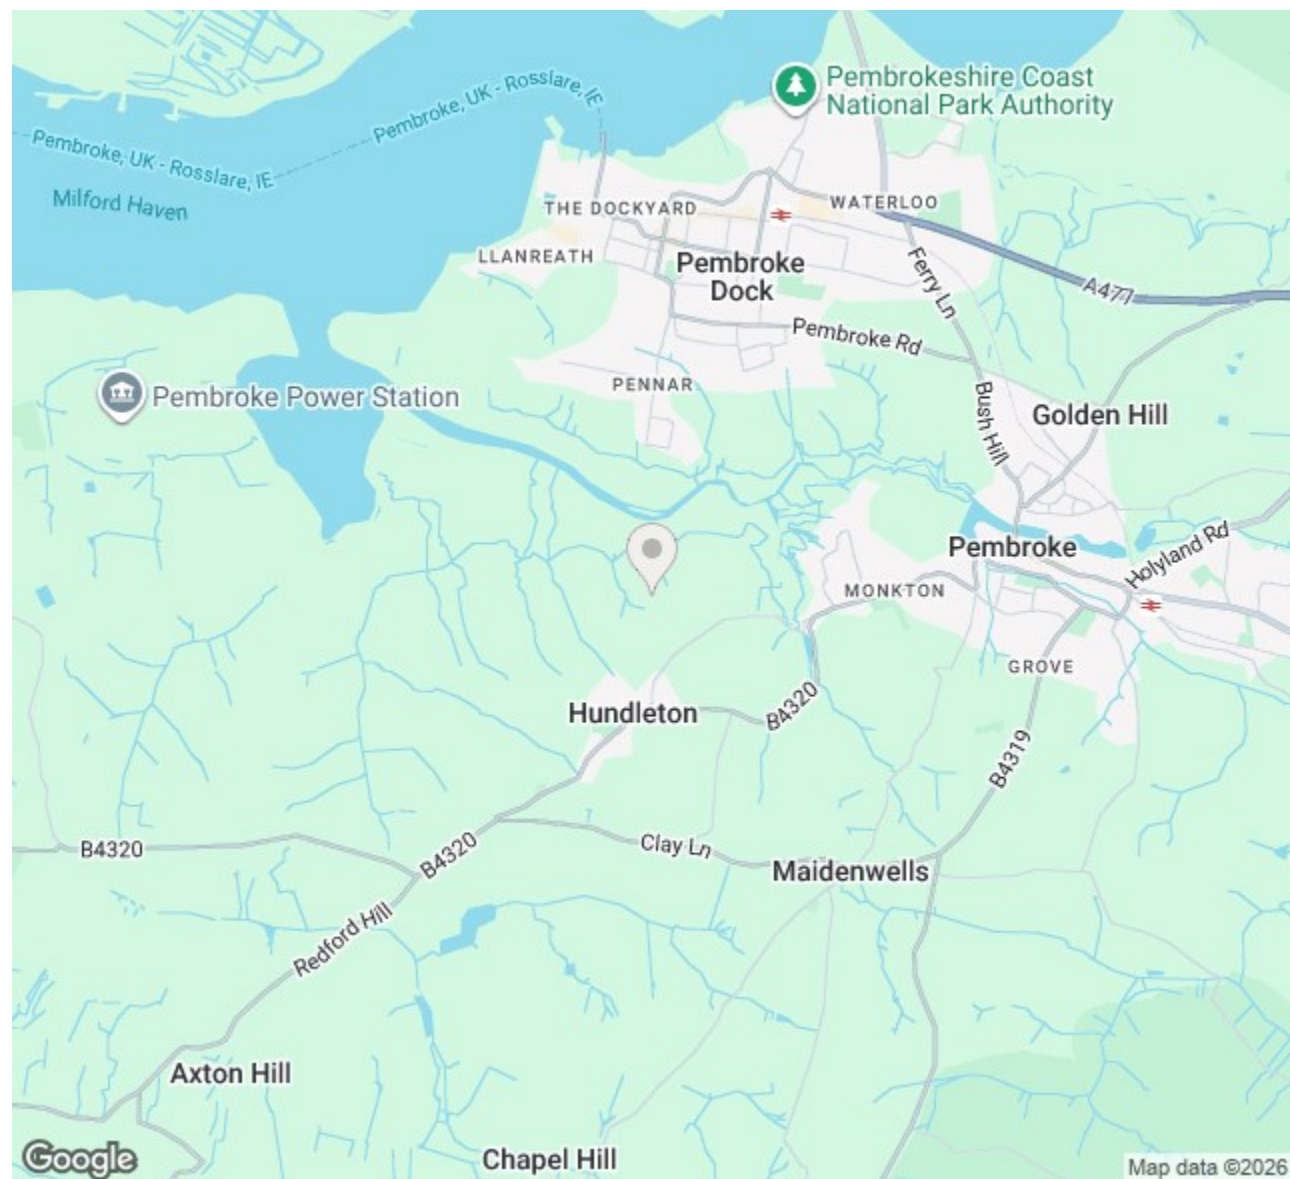 Pembrokeshire Coast
National Park Authority
Pembroke, UK - Rosslare, IE
Pembroke, UK - Rosslare, IE
Milford Haven
THE DOCKYARD
WATERLOO
LLANREATH
Pembroke
Dock
Ferry Ln
A477
Pembroke Rd
PENNAR
Pembroke Power Station
Bush Hill
Golden Hill
Pembroke
Holyland Rd
MONKTON
GROVE
Hundleton
B4320
B4319
B4320
B4320
Clay Ln
Maidenwells
Redford Hill
Axton Hill
Chapel Hill
Google
Map data ©2026